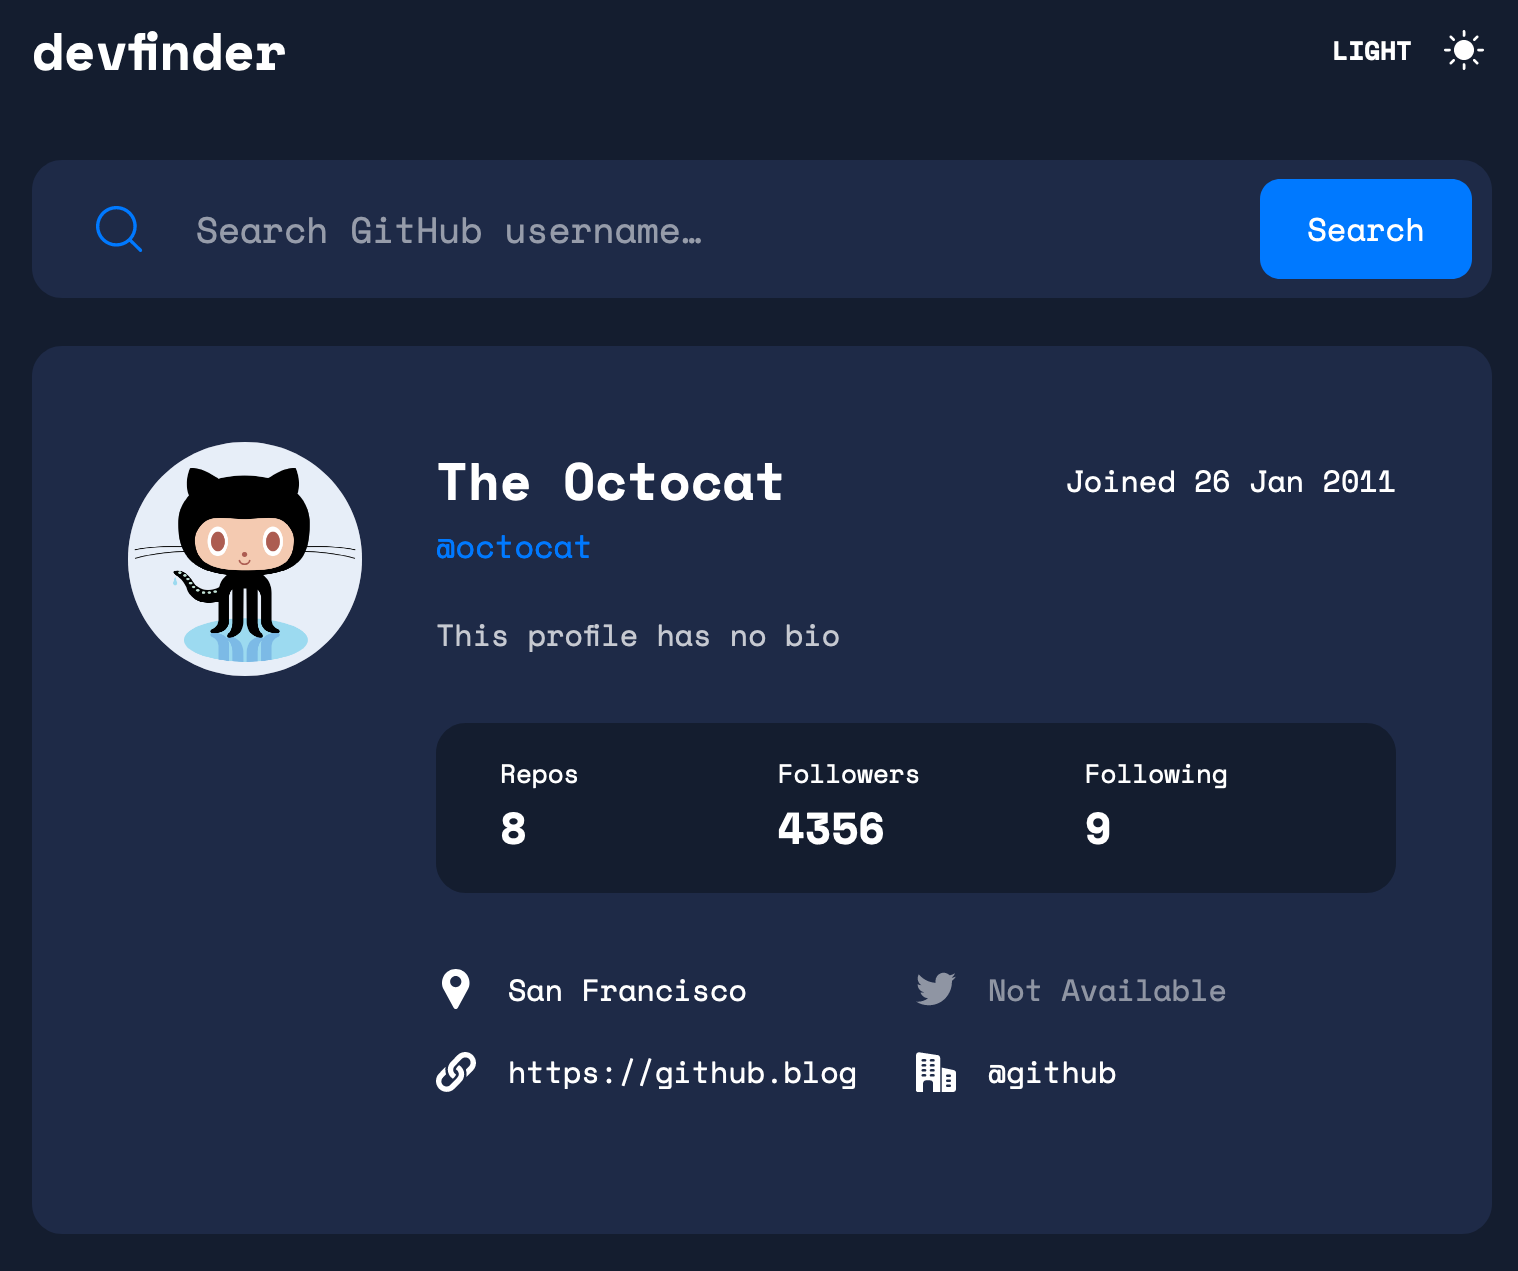 devfinder
LIGHT
Search GitHub username…
Search
The Octocat
Joined 26 Jan 2011
@octocat
This profile has no bio
Repos
Followers
Following
8
4356
9
San Francisco
Not Available
https://github.blog
@github